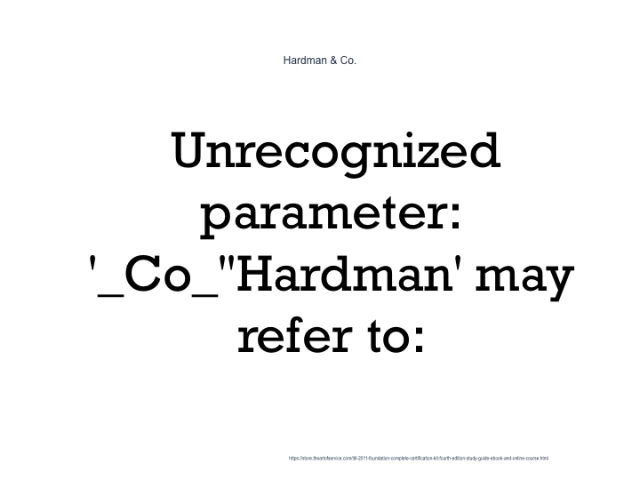 Hardman & Co.
Unrecognized
parameter:
'_Co_"Hardman' may
refer to:
https://store.theartofservice.com/itil-2011-foundation-complete-certification-kit-fourth-edition-study-guide-ebook-and-online-course.html